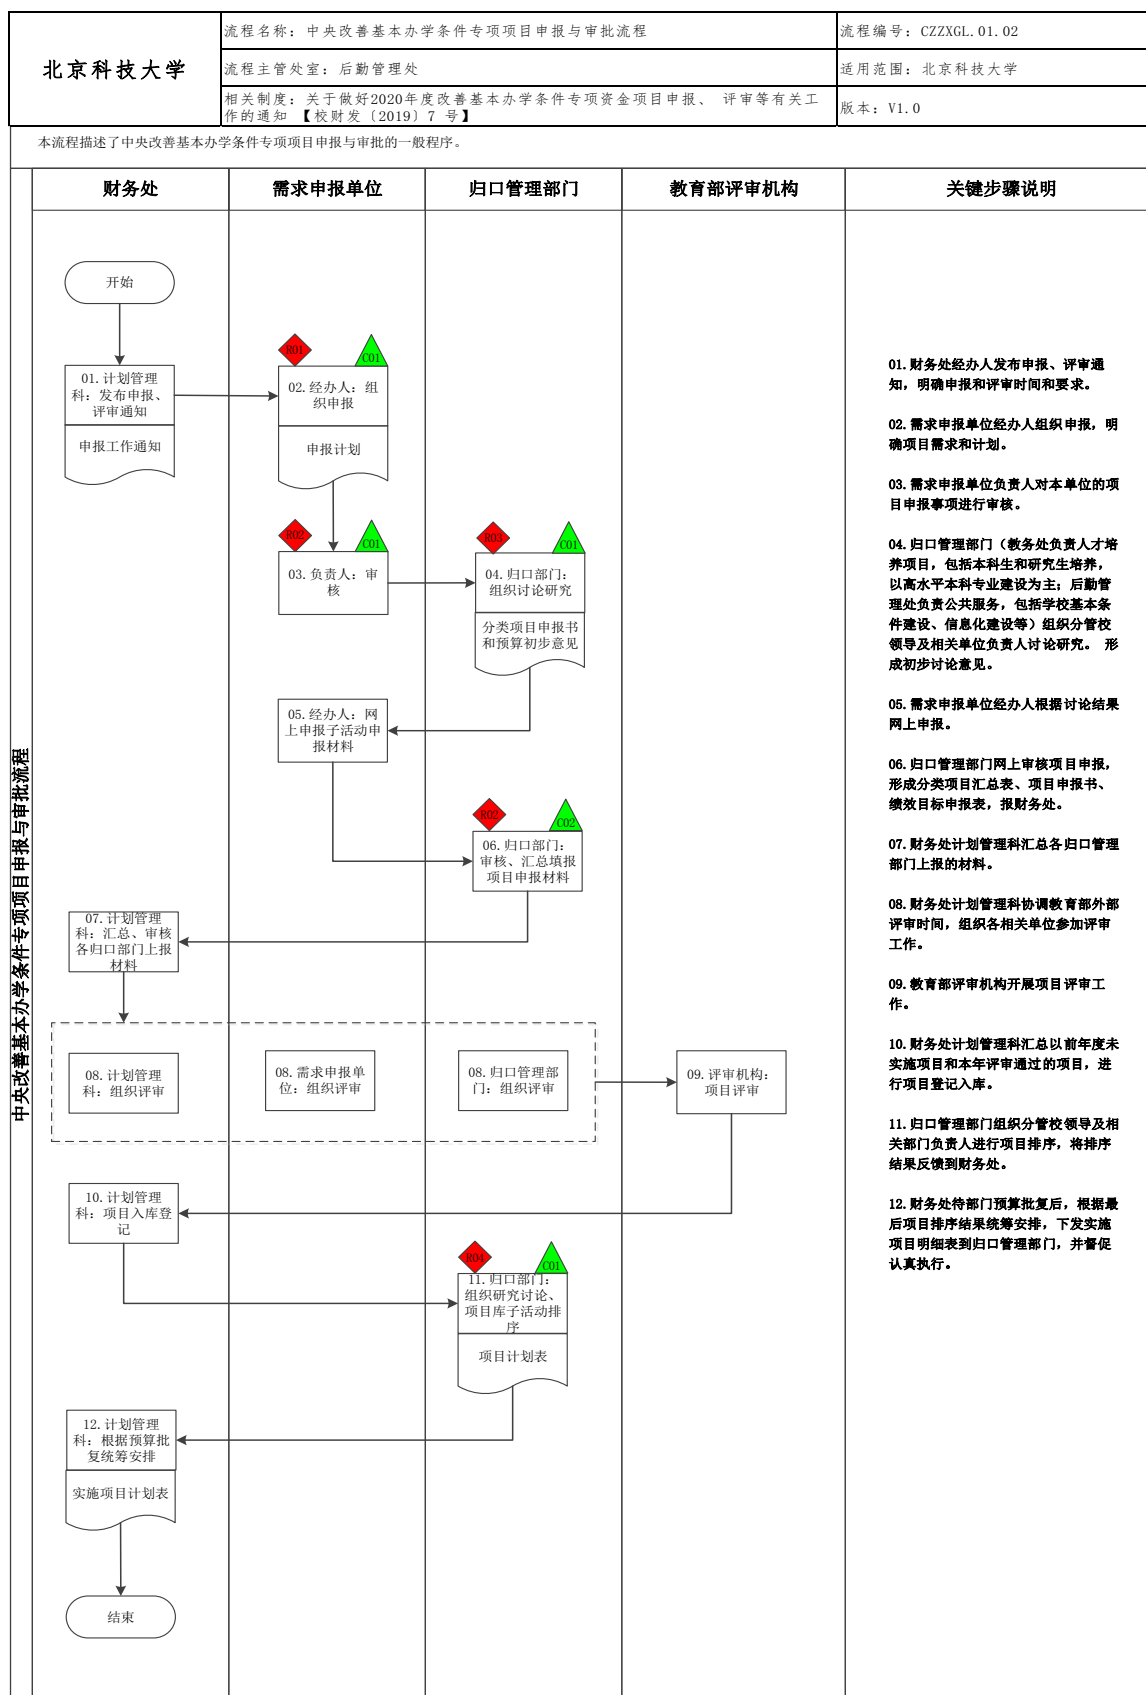 北京科技大学
流程名称：中央改善基本办学条件专项项目申报与审批流程
流程编号：CZZXGL.01.02
流程主管处室：后勤管理处
适用范围：北京科技大学
相关制度：关于做好2020年度改善基本办学条件专项资金项目申报、 评审等有关工
作的通知 【校财发〔2019〕7 号】
版本：V1.0
本流程描述了中央改善基本办学条件专项项目申报与审批的一般程序。
中央改善基本办学条件专项项目申报与审批流程
财务处
需求申报单位
归口管理部门
教育部评审机构
关键步骤说明
开始
01.计划管理
科：发布申报、
评审通知
申报工作通知
R01
C01
02.经办人：组
织申报
申报计划
R02
C01
03.负责人：审
核
R03
C01
04.归口部门：
组织讨论研究
分类项目申报书
和预算初步意见
05.经办人：网
上申报子活动申
报材料
R02
C02
06.归口部门：
审核、汇总填报
项目申报材料
07.计划管理
科：汇总、审核
各归口部门上报
材料
08.计划管理
科：组织评审
08.需求申报单
位：组织评审
08.归口管理部
门：组织评审
09.评审机构：
项目评审
10.计划管理
科：项目入库登
记
R04
C01
11.归口部门：
组织研究讨论、
项目库子活动排
序
项目计划表
12.计划管理
科：根据预算批
复统筹安排
实施项目计划表
结束
01.财务处经办人发布申报、评审通
知，明确申报和评审时间和要求。
02.需求申报单位经办人组织申报，明
确项目需求和计划。
03.需求申报单位负责人对本单位的项
目申报事项进行审核。
04.归口管理部门（教务处负责人才培
养项目，包括本科生和研究生培养，
以高水平本科专业建设为主；后勤管
理处负责公共服务，包括学校基本条
件建设、信息化建设等）组织分管校
领导及相关单位负责人讨论研究。 形
成初步讨论意见。
05.需求申报单位经办人根据讨论结果
网上申报。
06.归口管理部门网上审核项目申报，
形成分类项目汇总表、项目申报书、
绩效目标申报表，报财务处。
07.财务处计划管理科汇总各归口管理
部门上报的材料。
08.财务处计划管理科协调教育部外部
评审时间，组织各相关单位参加评审
工作。
09.教育部评审机构开展项目评审工
作。
10.财务处计划管理科汇总以前年度未
实施项目和本年评审通过的项目，进
行项目登记入库。
11.归口管理部门组织分管校领导及相
关部门负责人进行项目排序，将排序
结果反馈到财务处。
12.财务处待部门预算批复后，根据最
后项目排序结果统筹安排，下发实施
项目明细表到归口管理部门，并督促
认真执行。